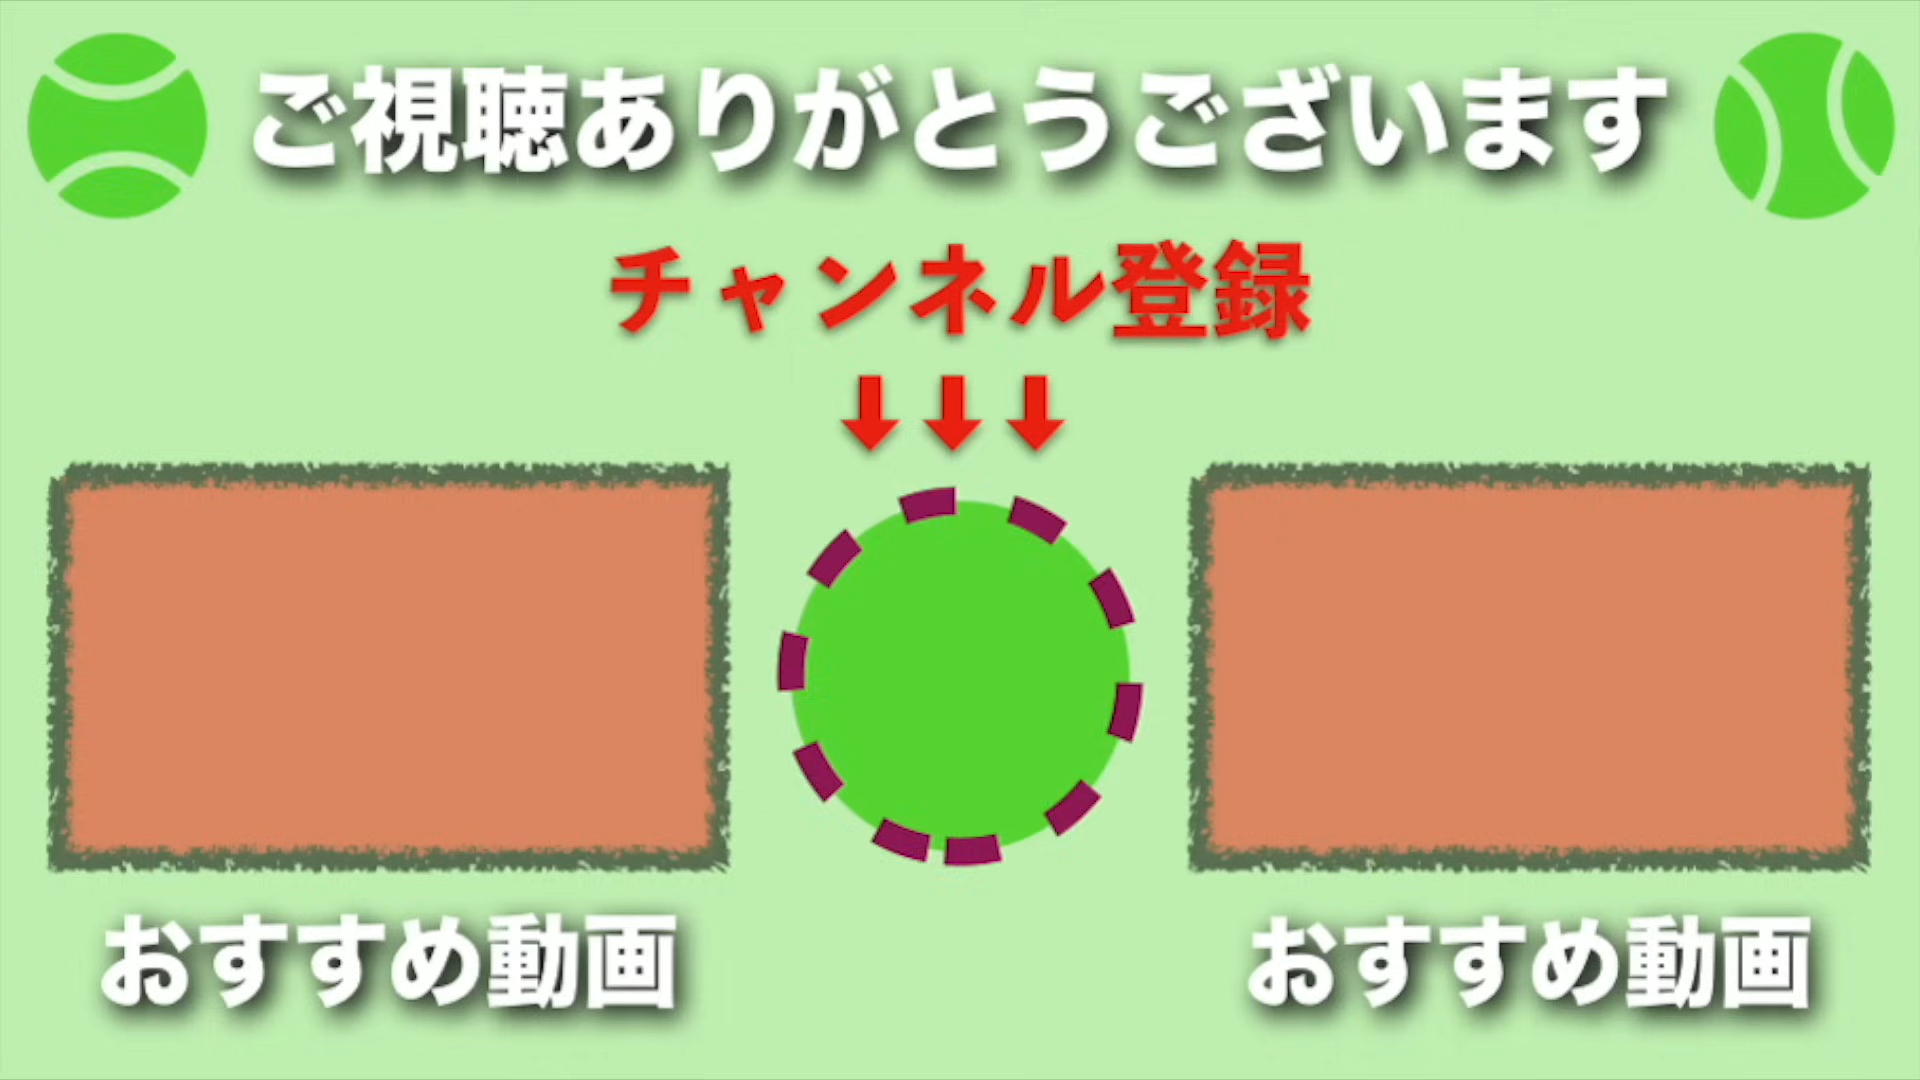 ご視聴ありがとうございます
チャンネル登録
おすすめ動画
おすすめ動画